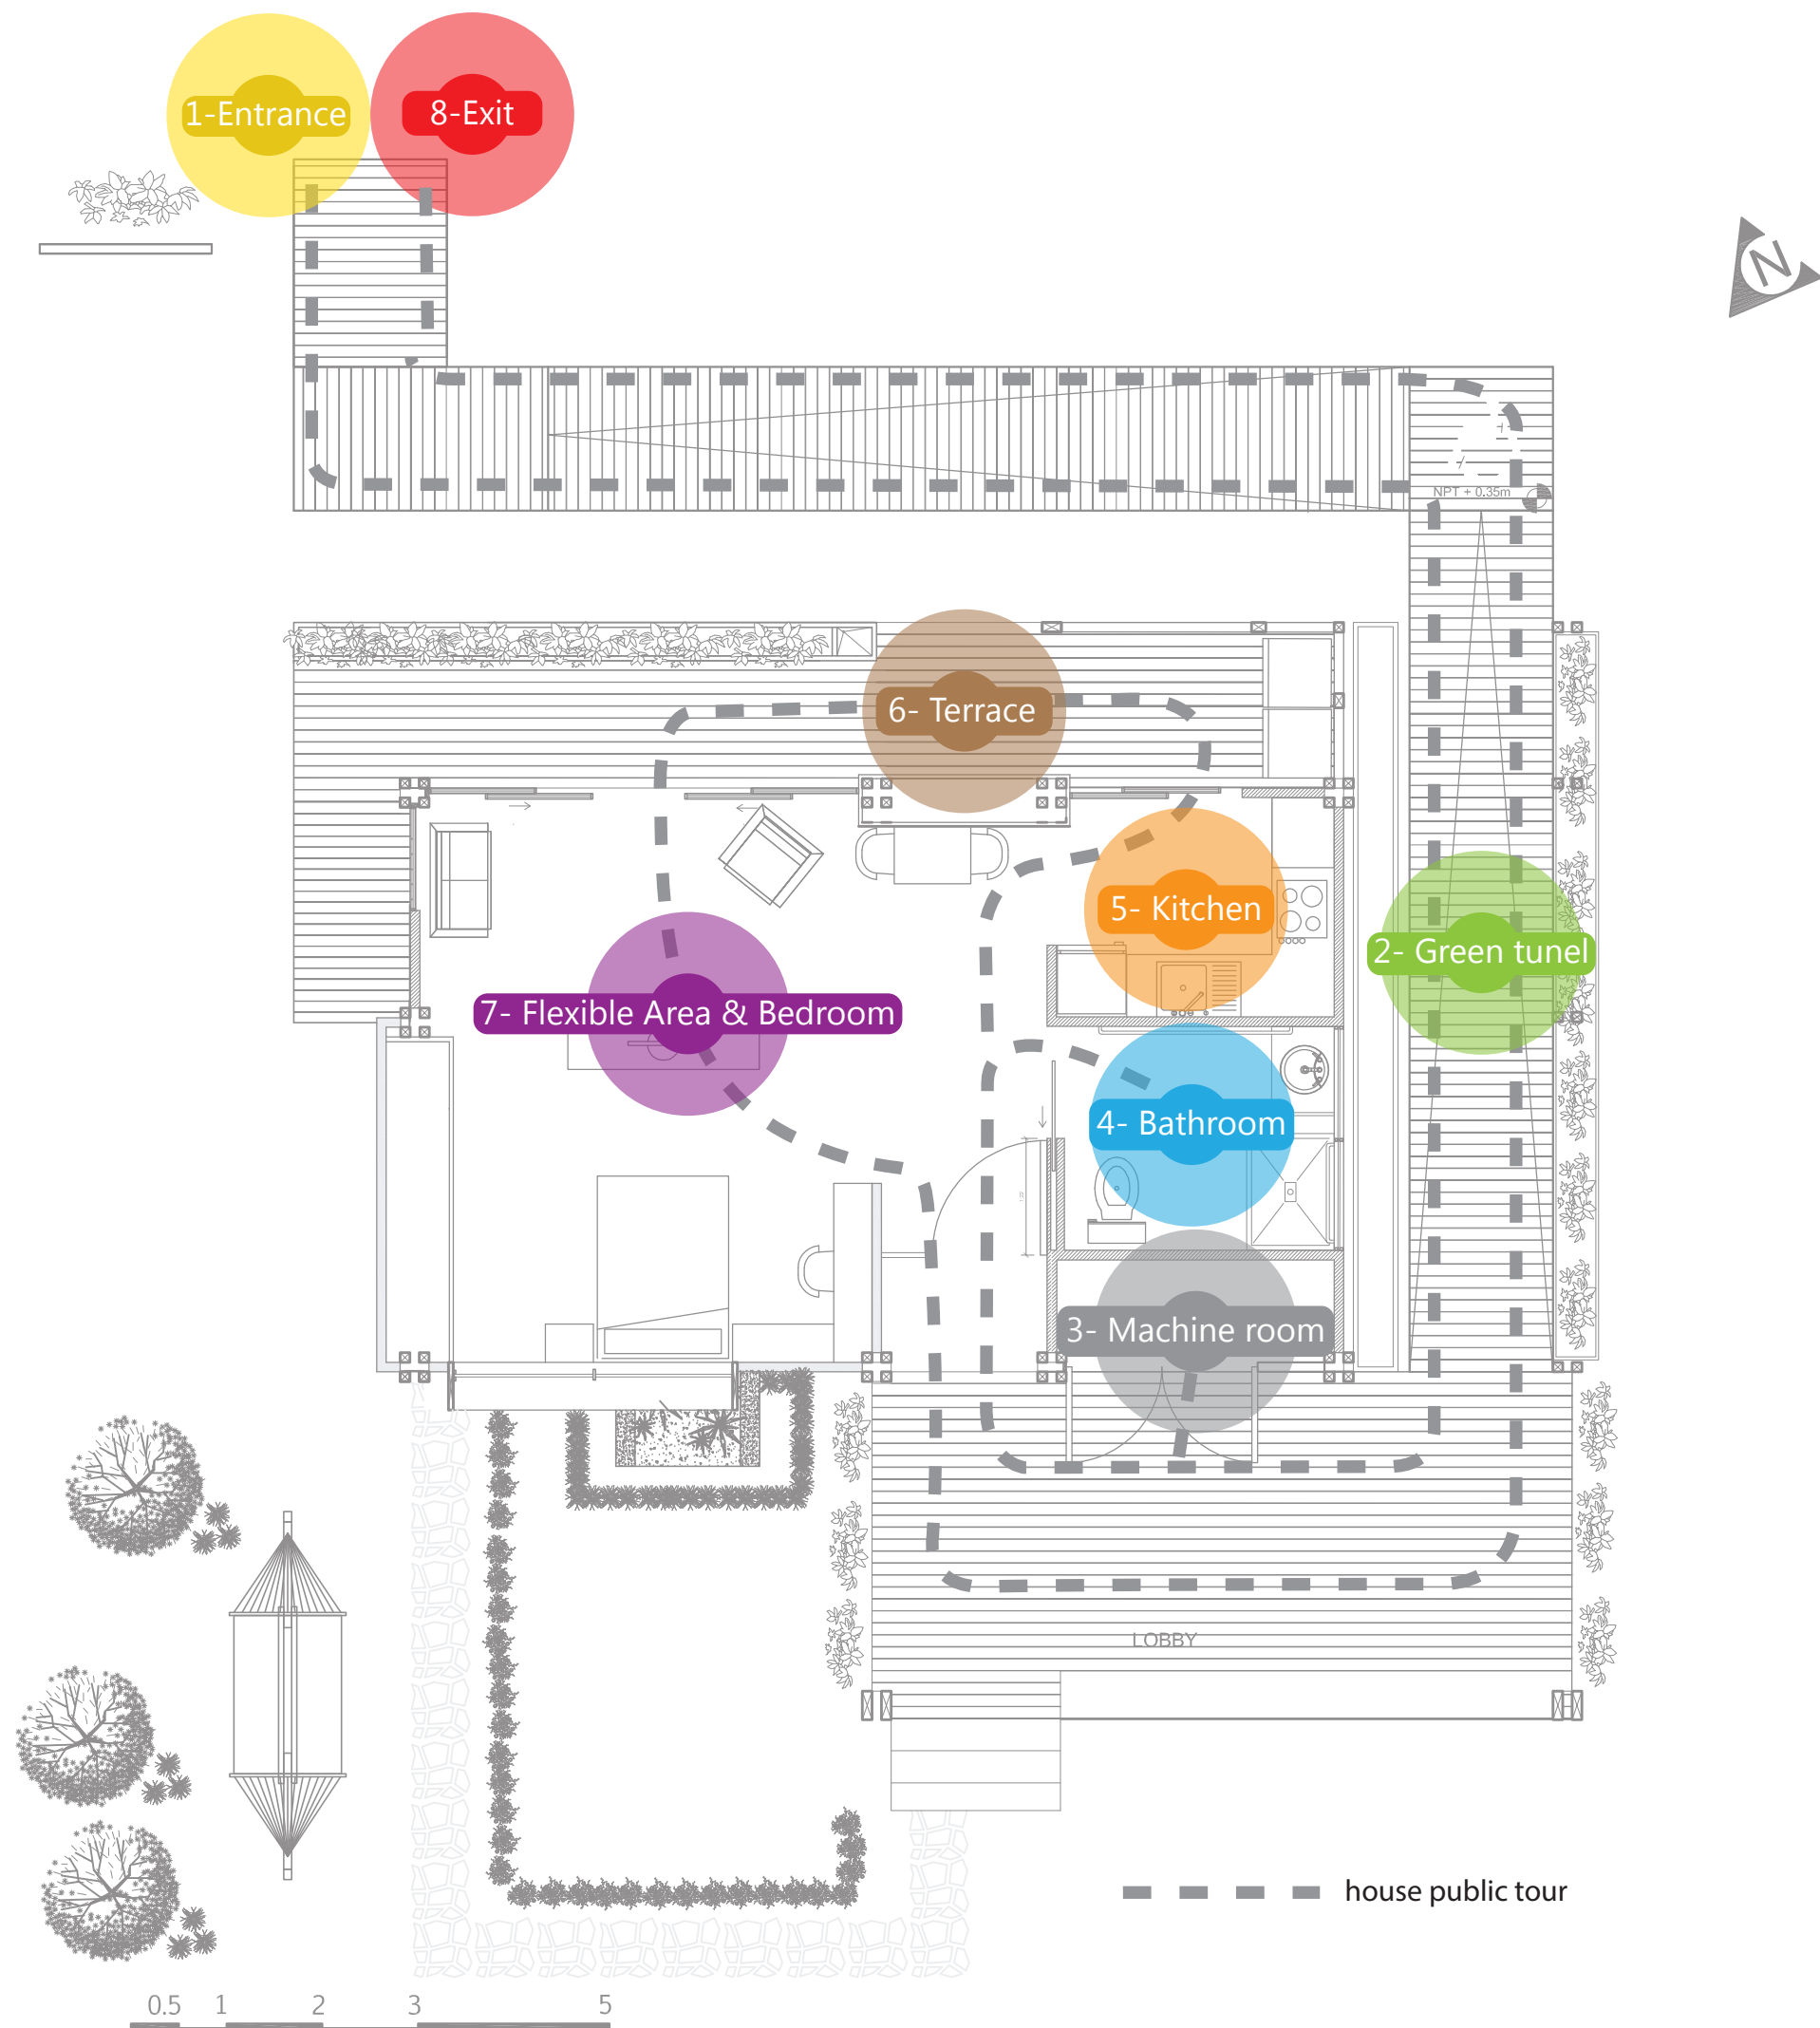 1-Entrance
8-Exit
N
NPT + 0.35m
6- Terrace
5- Kitchen
2- Green tunel
7- Flexible Area & Bedroom
4- Bathroom
3- Machine room
LOBBY
house public tour
0.5 1 2 3 5